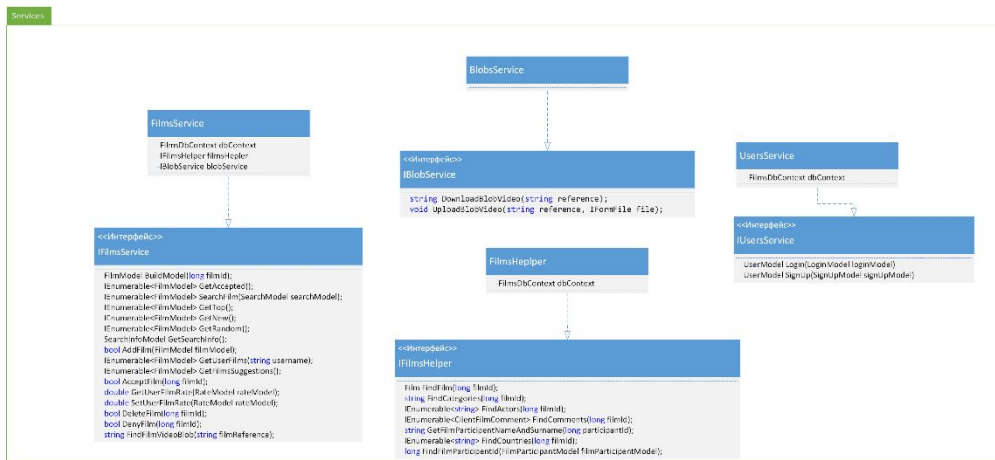 Services
BlobsService
FilmsService
FilmsDbContext dbContext
IFilmsHelper filmsHepler
IBlobService blobService
<<Интерфейс>>
IBlobService
string DownloadBlobVideo(string reference);
void UploadBlobVideo(string reference, IFormFile file);
UsersService
FilmsDbContext dbContext
<<Интерфейс>>
IFilmsService
FilmModel BuildModel(long filmId);
IEnumerable<FilmModel> GetAccepted();
IEnumerable<FilmModel> SearchFilm(SearchModel searchModel);
IEnumerable<FilmModel> GetTop();
IEnumerable<FilmModel> GetNew();
IEnumerable<FilmModel> GetRandom();
SearchInfoModel GetSearchInfo();
bool AddFilm(FilmModel filmModel);
IEnumerable<FilmModel> GetUserFilms(string username);
IEnumerable<FilmModel> GetFilmsSuggestions();
bool AcceptFilm(long filmId);
double GetUserFilmRate(RateModel rateModel);
double SetUserFilmRate(RateModel rateModel);
bool DeleteFilm(long filmId);
bool DenyFilm(long filmId);
string FindFilmVideoBlob(string filmReference);
<<Интерфейс>>
IUsersService
UserModel Login(LoginModel loginModel)
UserModel SignUp(SignUpModel signUpModel)
FilmsHeplper
FilmsDbContext dbContext
<<Интерфейс>>
IFilmsHelper
Film FindFilm(long filmId);
string FindCategories(long filmId);
IEnumerable<string> FindActors(long filmId);
IEnumerable<ClientFilmComment> FindComments(long filmId);
string GetFilmParticipentNameAndSurname(long participantId);
IEnumerable<string> FindCountries(long filmId);
long FindFilmParticipentId(FilmParticipantModel filmParticipentModel);